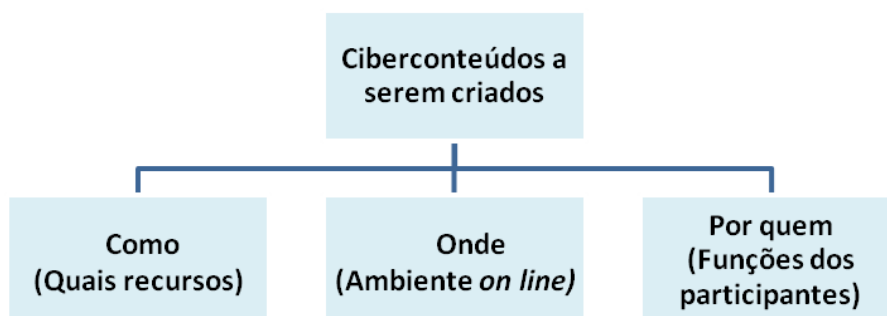 Ciberconteúdos a
serem criados
Como
(Quais recursos)
Onde
(Ambiente on line)
Por quem
(Funções dos
participantes)